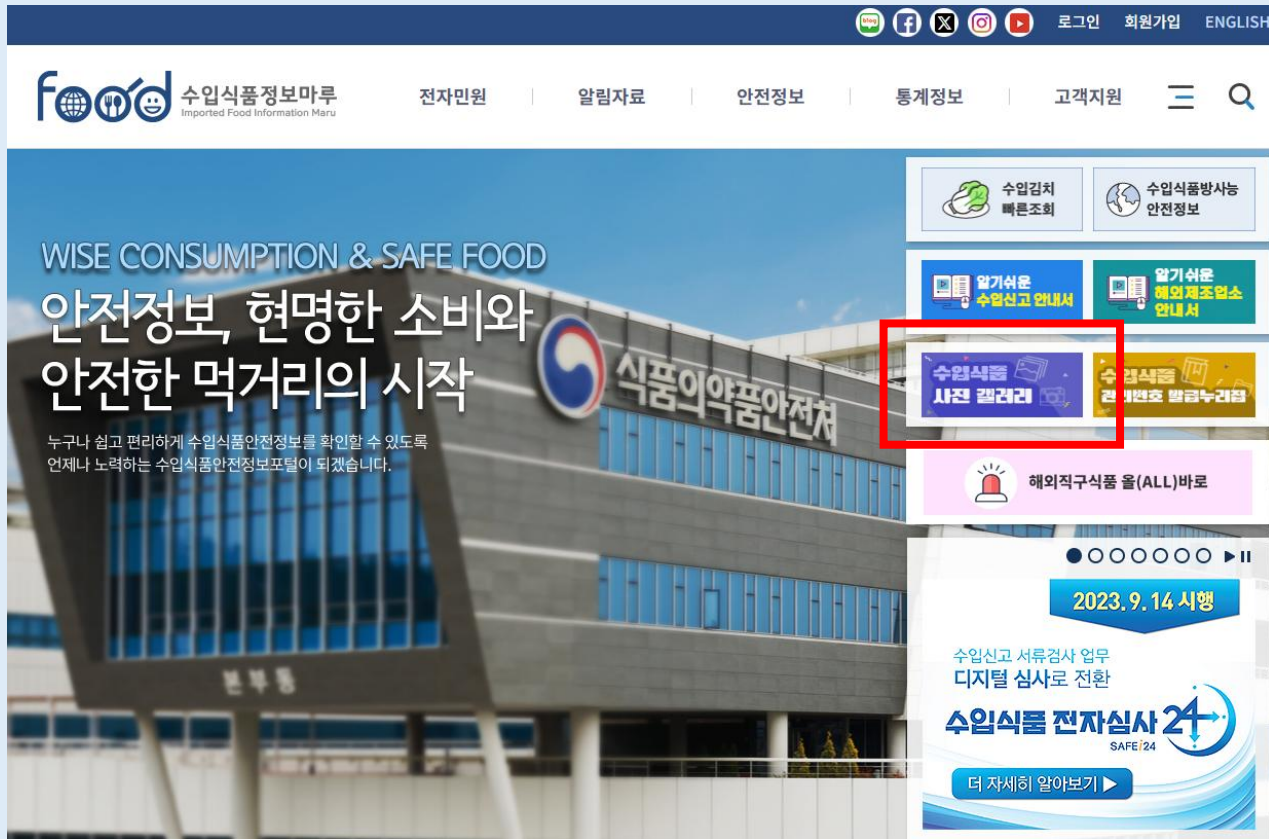 blog
로그인 회원가입 ENGLISH
food 수입식품정보마루
Imported Food Information Maru
전자민원 알림자료 안전정보 통계정보 고객지원
수입김치
빠른조회
수입식품방사능
안전정보
WISE CONSUMPTION & SAFE FOOD
안전정보, 현명한 소비와
안전한 먹거리의 시작
누구나 쉽고 편리하게 수입식품안전정보를 확인할 수 있도록
언제나 노력하는 수입식품안전정보포털이 되겠습니다.
식품의약품안전처
본부동
알기쉬운
수입신고 안내서
알기쉬운
해외제조업소
안내서
수입식품
사진 갤러리
수입식품
관리번호 발급누리집
해외직구식품 올(ALL)바로
2023. 9. 14 시행
수입신고 서류검사 업무
디지털 심사로 전환
수입식품 전자심사 24
SAFEi24
더 자세히 알아보기 ▶